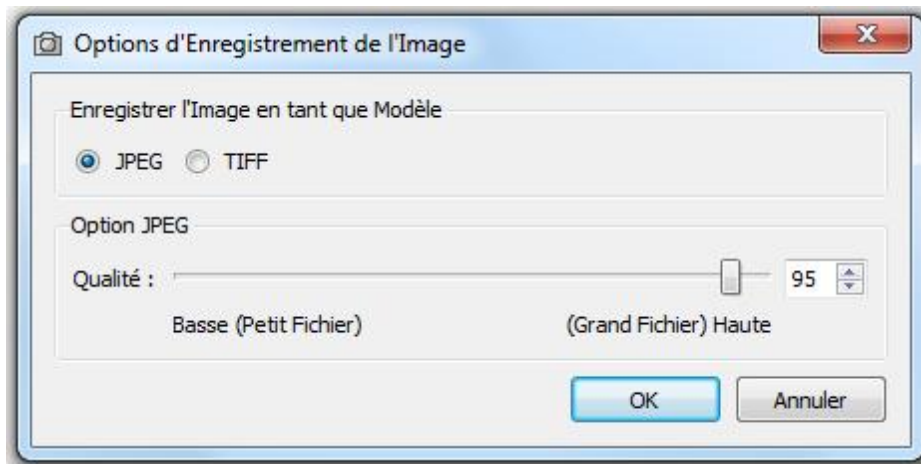 Options d'Enregistrement de l'Image
Enregistrer l'Image en tant que Modèle
JPEG TIFF
Option JPEG
Qualité : 95
Basse (Petit Fichier) (Grand Fichier) Haute
OK Annuler